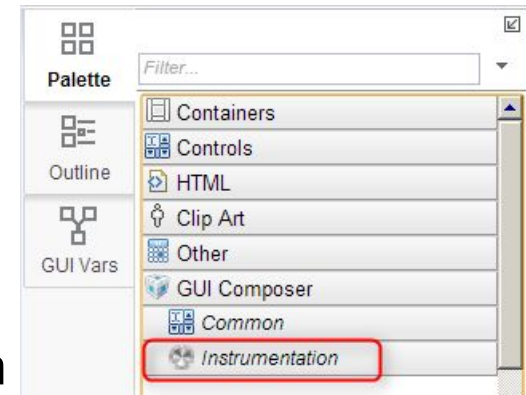 Palette
Outline
GUI Vars
Filter...
Containers
Controls
HTML
Clip Art
Other
GUI Composer
Common
Instrumentation
n